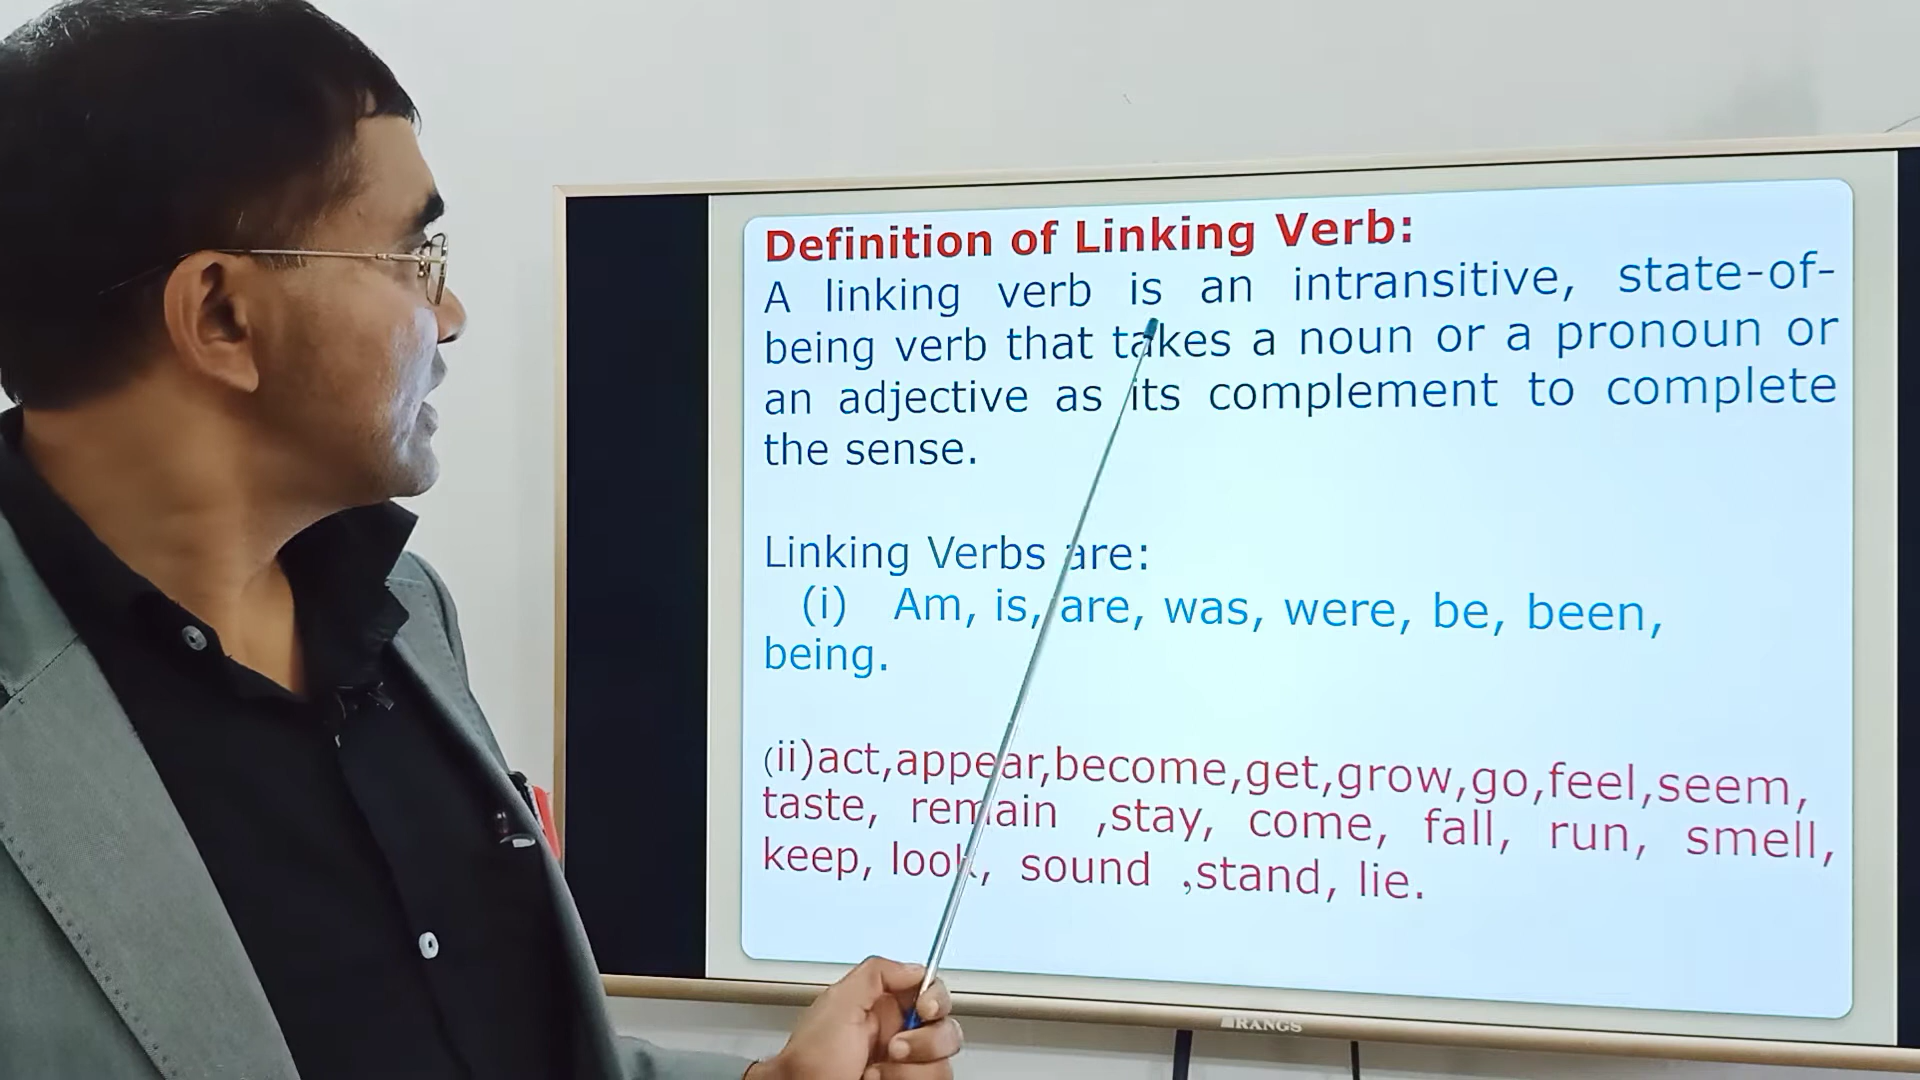 Definition of Linking Verb:
A linking verb is an intransitive, state-of-
being verb that takes a noun or a pronoun or
an adjective as its complement to complete
the sense.
Linking Verbs are:
(i) Am, is, are, was, were, be, been,
being.
(ii)act,appear,become,get,grow,go,feel,seem,
taste, remain ,stay, come, fall, run, smell,
keep, look, sound ,stand, lie.
RANGS